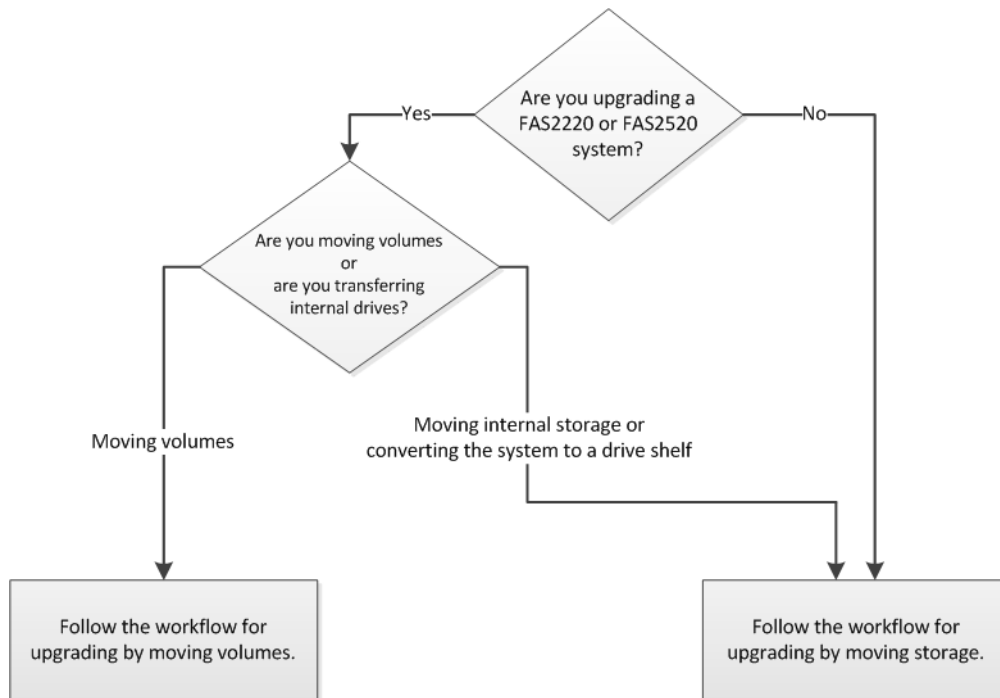 Are you upgrading a
FAS2220 or FAS2520
system?
Yes
No
Are you moving volumes
or
are you transferring
internal drives?
Moving volumes
Moving internal storage or
converting the system to a drive shelf
Follow the workflow for
upgrading by moving volumes.
Follow the workflow for
upgrading by moving storage.